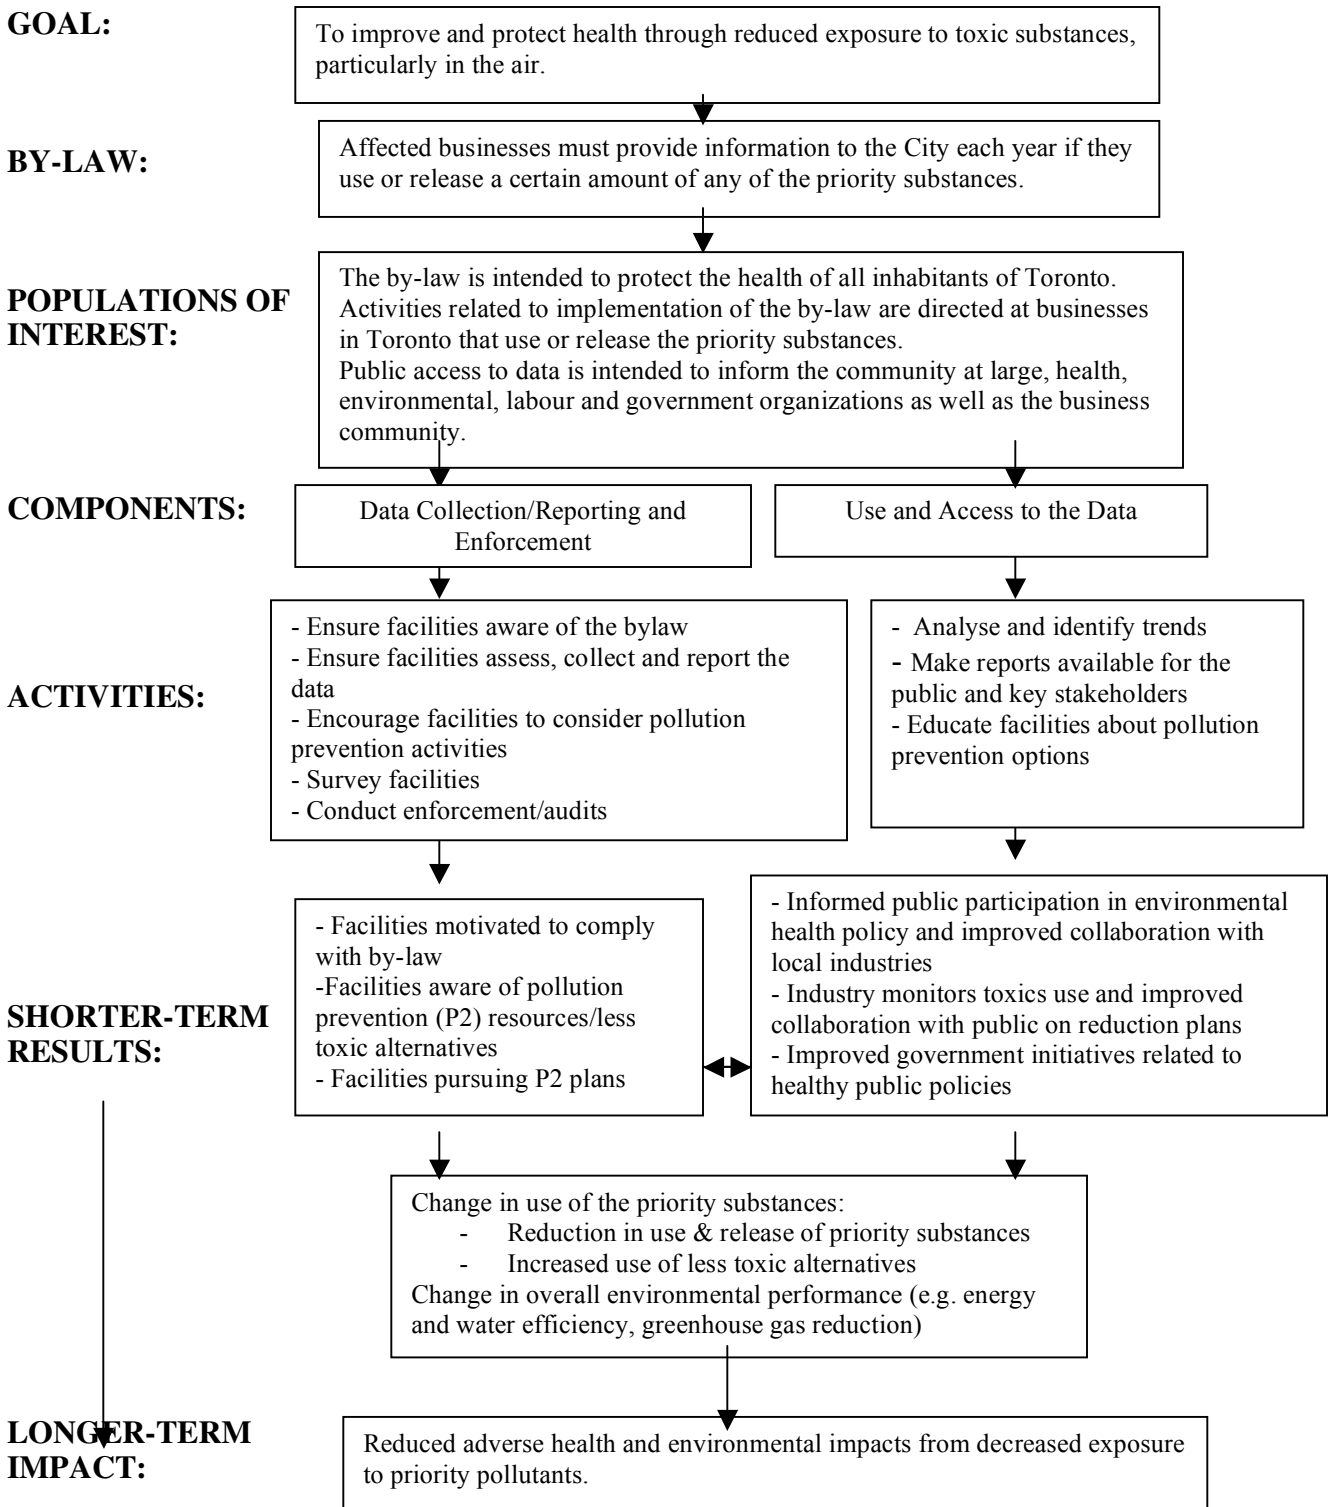 GOAL:
To improve and protect health through reduced exposure to toxic substances,
particularly in the air.
BY-LAW:
Affected businesses must provide information to the City each year if they
use or release a certain amount of any of the priority substances.
POPULATIONS OF
INTEREST:
The by-law is intended to protect the health of all inhabitants of Toronto.
Activities related to implementation of the by-law are directed at businesses
in Toronto that use or release the priority substances.
Public access to data is intended to inform the community at large, health,
environmental, labour and government organizations as well as the business
community.
COMPONENTS:
Data Collection/Reporting and
Enforcement
Use and Access to the Data
ACTIVITIES:
- Ensure facilities aware of the bylaw
- Ensure facilities assess, collect and report the
data
- Encourage facilities to consider pollution
prevention activities
- Survey facilities
- Conduct enforcement/audits
- Analyse and identify trends
- Make reports available for the
public and key stakeholders
- Educate facilities about pollution
prevention options
SHORTER-TERM
RESULTS:
- Facilities motivated to comply
with by-law
-Facilities aware of pollution
prevention (P2) resources/less
toxic alternatives
- Facilities pursuing P2 plans
- Informed public participation in environmental
health policy and improved collaboration with
local industries
- Industry monitors toxics use and improved
collaboration with public on reduction plans
- Improved government initiatives related to
healthy public policies
Change in use of the priority substances:
- Reduction in use & release of priority substances
- Increased use of less toxic alternatives
Change in overall environmental performance (e.g. energy
and water efficiency, greenhouse gas reduction)
LONGER-TERM
IMPACT:
Reduced adverse health and environmental impacts from decreased exposure
to priority pollutants.